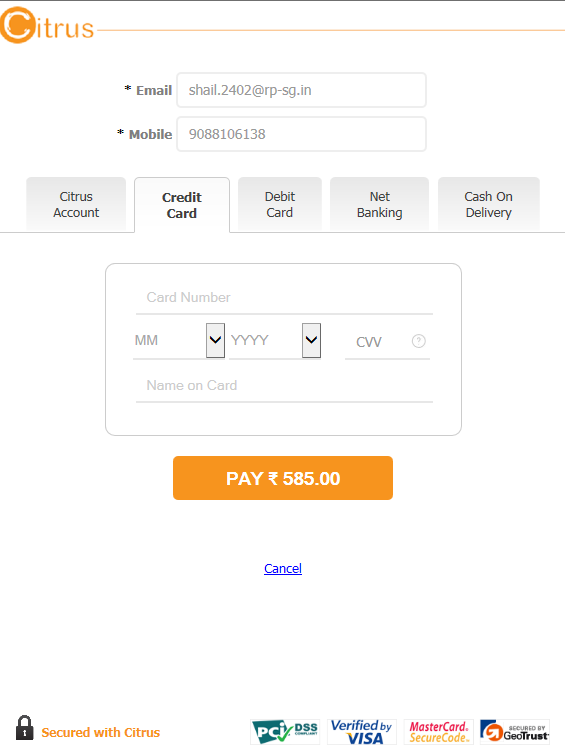 Citrus
* Email shail.2402@rp-sg.in
* Mobile 9088106138
Citrus Account
Credit Card
Debit Card
Net Banking
Cash On Delivery
Card Number
MM YYYY CVV ?
Name on Card
PAY ₹ 585.00
Cancel
Secured with Citrus
PCI DSS COMPLIANT
Verified by VISA
MasterCard. SecureCode.
SECURED BY GeoTrust